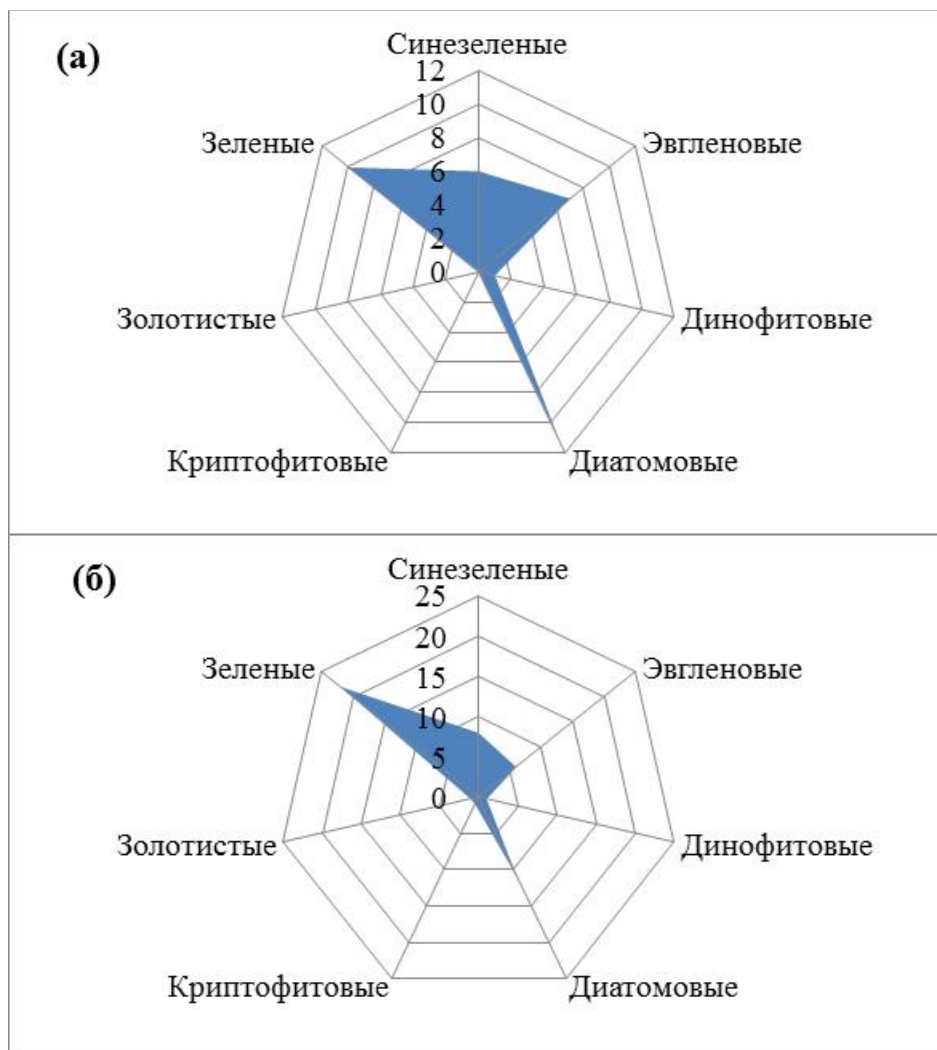 (а)
Синезеленые
12
10
8
6
4
2
0
Зеленые
Эвгленовые
Золотистые
Динофитовые
Криптофитовые
Диатомовые
(б)
Синезеленые
25
20
15
10
5
0
Зеленые
Эвгленовые
Золотистые
Динофитовые
Криптофитовые
Диатомовые